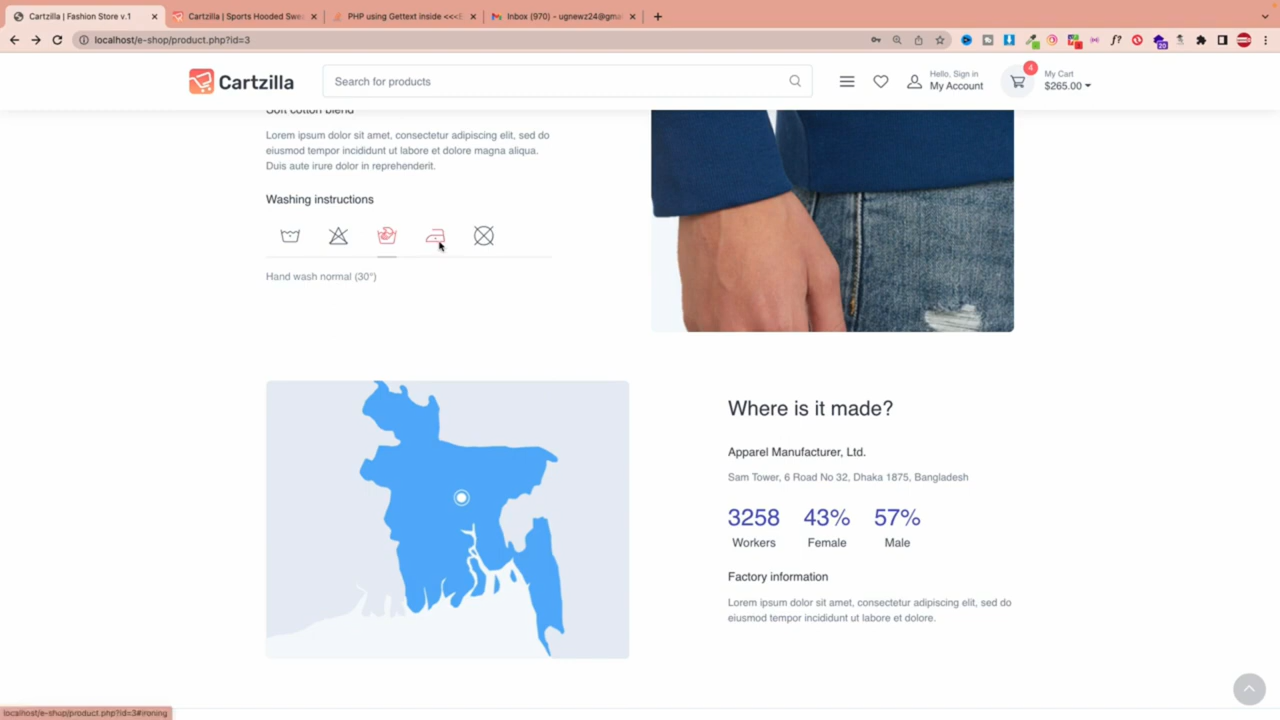 Cartzilla | Fashion Store v.1
Cartzilla | Sports Hooded Swe
PHP using Gettext inside <<<E
Inbox (970) - ugnewz24@gma
localhost/e-shop/product.php?id=3
20
Cartzilla
Search for products
Hello, Sign in
My Account
4
My Cart
$265.00
Soft cotton blend
Lorem ipsum dolor sit amet, consectetur adipiscing elit, sed do
eiusmod tempor incididunt ut labore et dolore magna aliqua.
Duis aute irure dolor in reprehenderit.
Washing instructions
Hand wash normal (30°)
Where is it made?
Apparel Manufacturer, Ltd.
Sam Tower, 6 Road No 32, Dhaka 1875, Bangladesh
3258 43% 57%
Workers Female Male
Factory information
Lorem ipsum dolor sit amet, consectetur adipiscing elit, sed do
eiusmod tempor incididunt ut labore et dolore.
localhost/e-shop/product.php?id=3#ironing